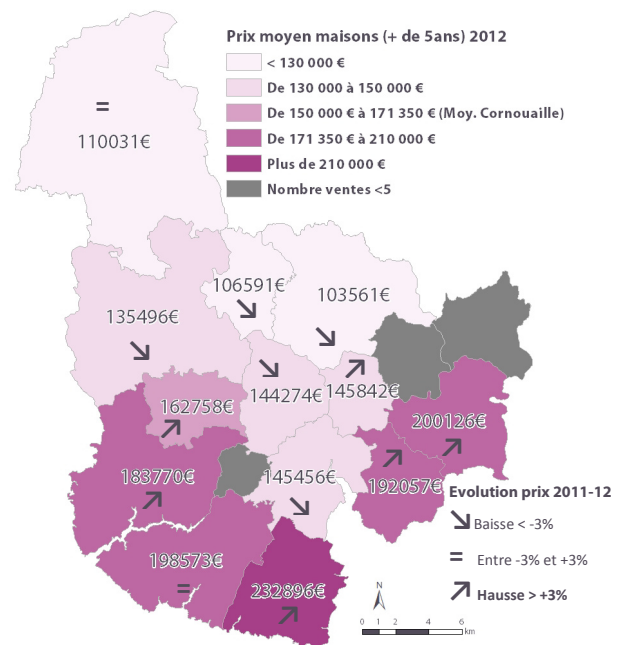 Prix moyen maisons (+ de 5ans) 2012
< 130 000 €
De 130 000 à 150 000 €
De 150 000 € à 171 350 € (Moy. Cornouaille)
De 171 350 € à 210 000 €
Plus de 210 000 €
Nombre ventes <5
=
110031€
106591€
103561€
135496€
144274€
145842€
162758€
200126€
183770€
145456€
192057€
198573€
=
232896€
Evolution prix 2011-12
Baisse < -3%
= Entre -3% et +3%
Hausse > +3%
N
0 1 2 4 6
km